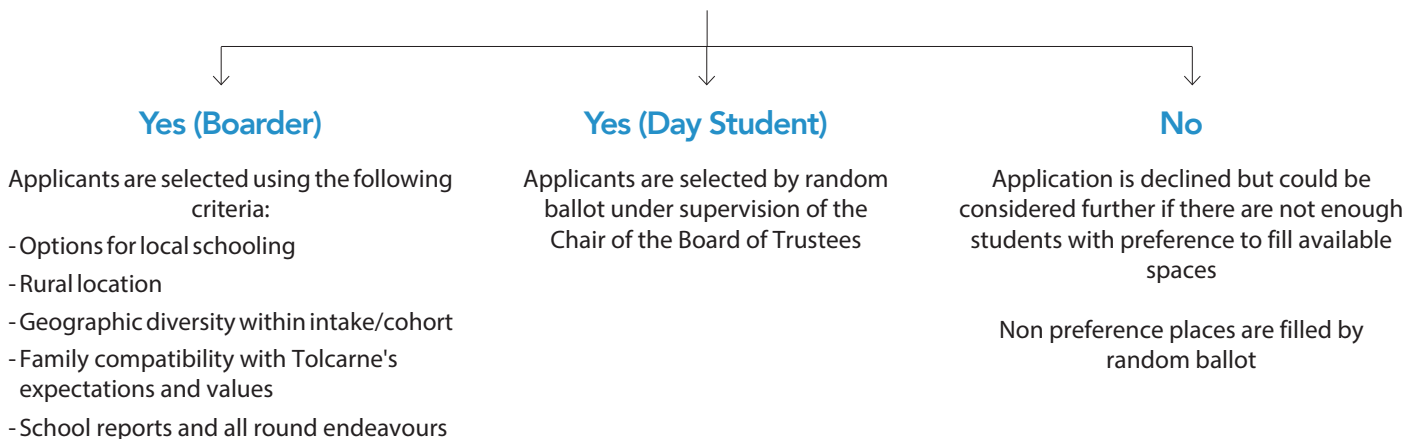 Yes (Boarder)
Applicants are selected using the following
criteria:
- Options for local schooling
- Rural location
- Geographic diversity within intake/cohort
- Family compatibility with Tolcarne's
expectations and values
- School reports and all round endeavours
Yes (Day Student)
Applicants are selected by random
ballot under supervision of the
Chair of the Board of Trustees
No
Application is declined but could be
considered further if there are not enough
students with preference to fill available
spaces
Non preference places are filled by
random ballot